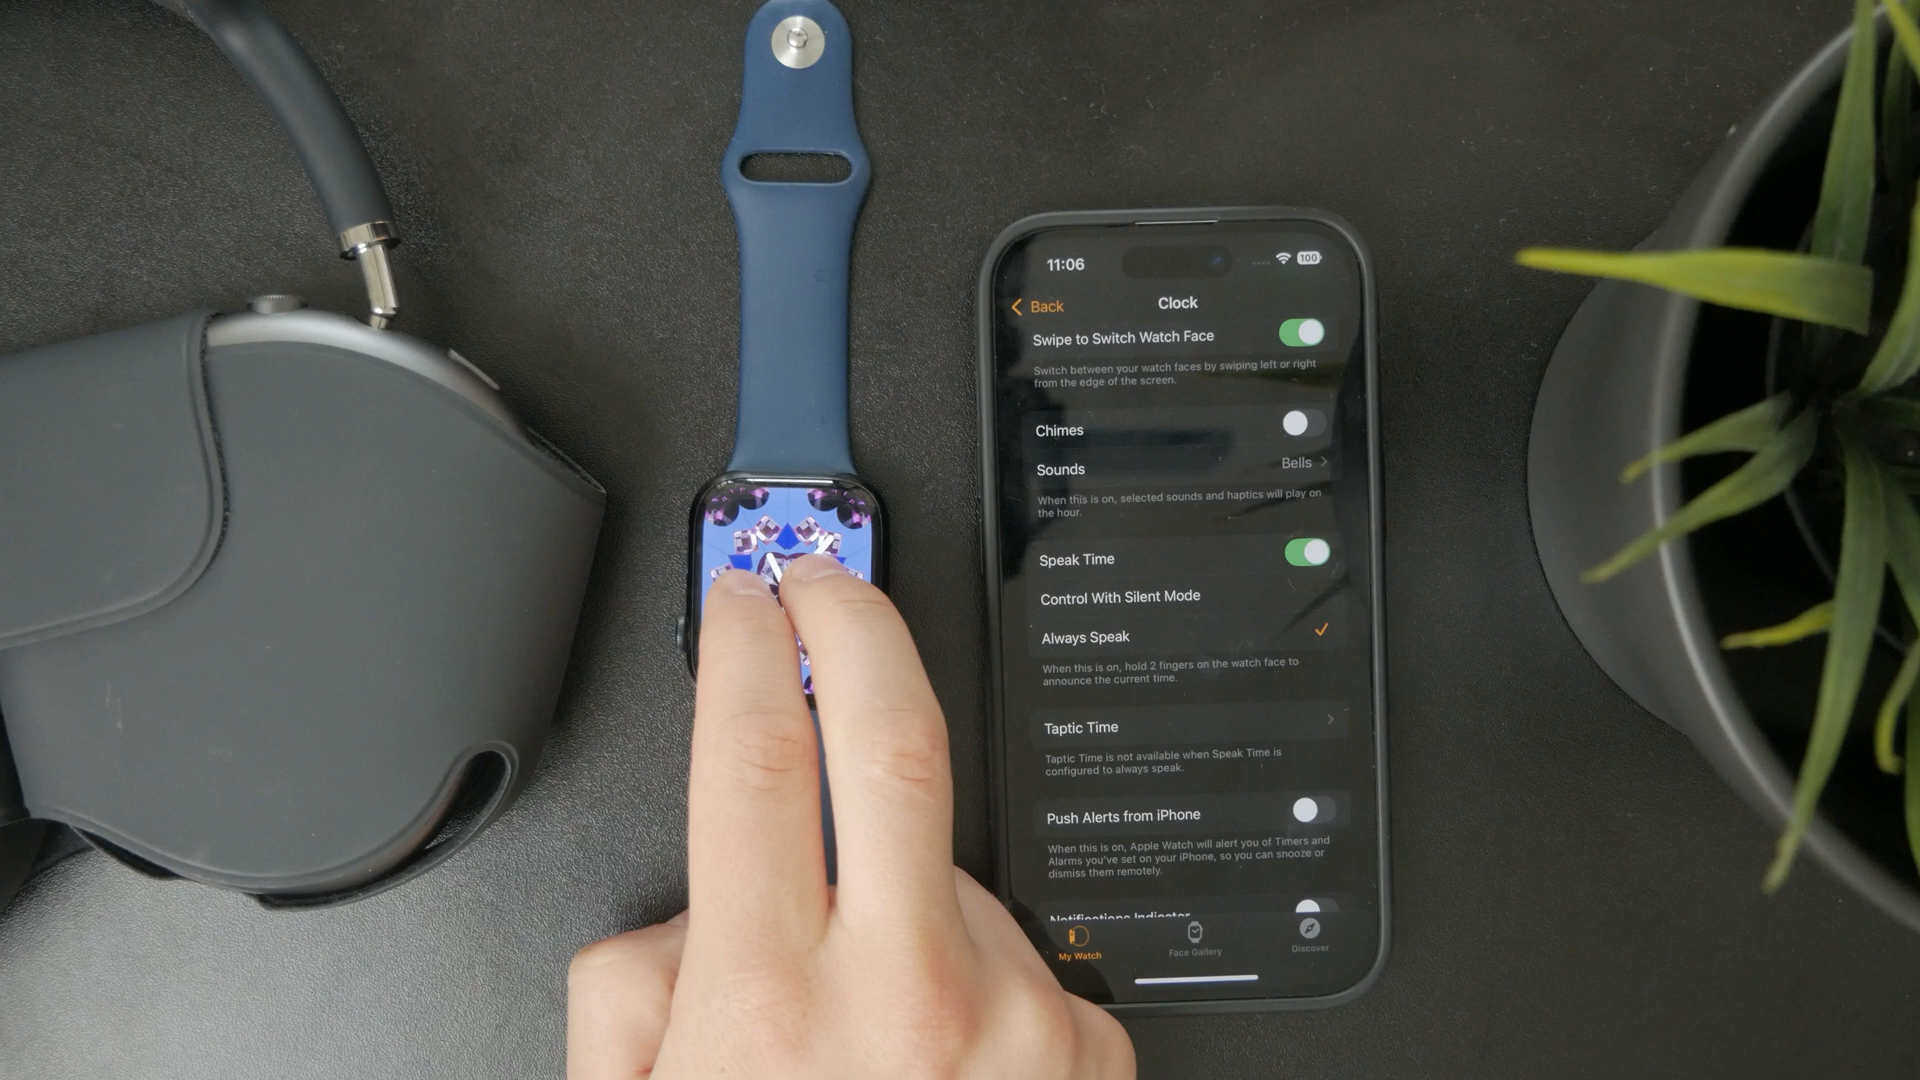 11:06
100
Back
Clock
Swipe to Switch Watch Face
Switch between your watch faces by swiping left or right
from the edge of the screen.
Chimes
Sounds
Bells
When this is on, selected sounds and haptics will play on
the hour.
Speak Time
Control With Silent Mode
Always Speak
When this is on, hold 2 fingers on the watch face to
announce the current time.
Taptic Time
Taptic Time is not available when Speak Time is
configured to always speak.
Push Alerts from iPhone
When this is on, Apple Watch will alert you of Timers and
Alarms you've set on your iPhone, so you can snooze or
dismiss them remotely.
Notifications Indicator
My Watch
Face Gallery
Discover